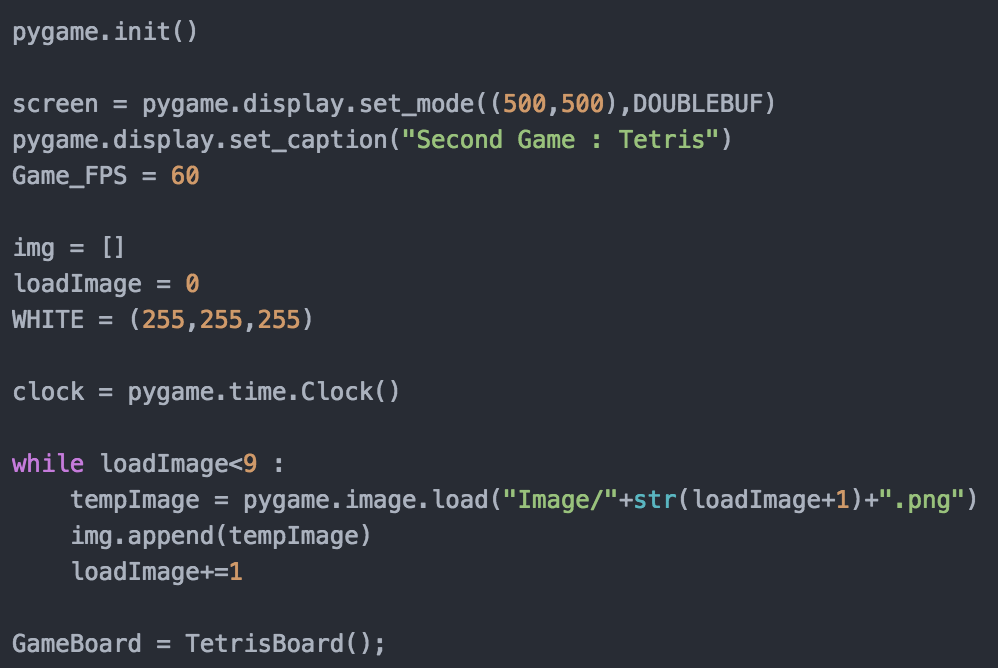 pygame.init()
screen = pygame.display.set_mode((500,500),DOUBLEBUF)
pygame.display.set_caption("Second Game : Tetris")
Game_FPS = 60
img = []
loadImage = 0
WHITE = (255,255,255)
clock = pygame.time.Clock()
while loadImage<9 :
    tempImage = pygame.image.load("Image/"+str(loadImage+1)+".png")
    img.append(tempImage)
    loadImage+=1
GameBoard = TetrisBoard();